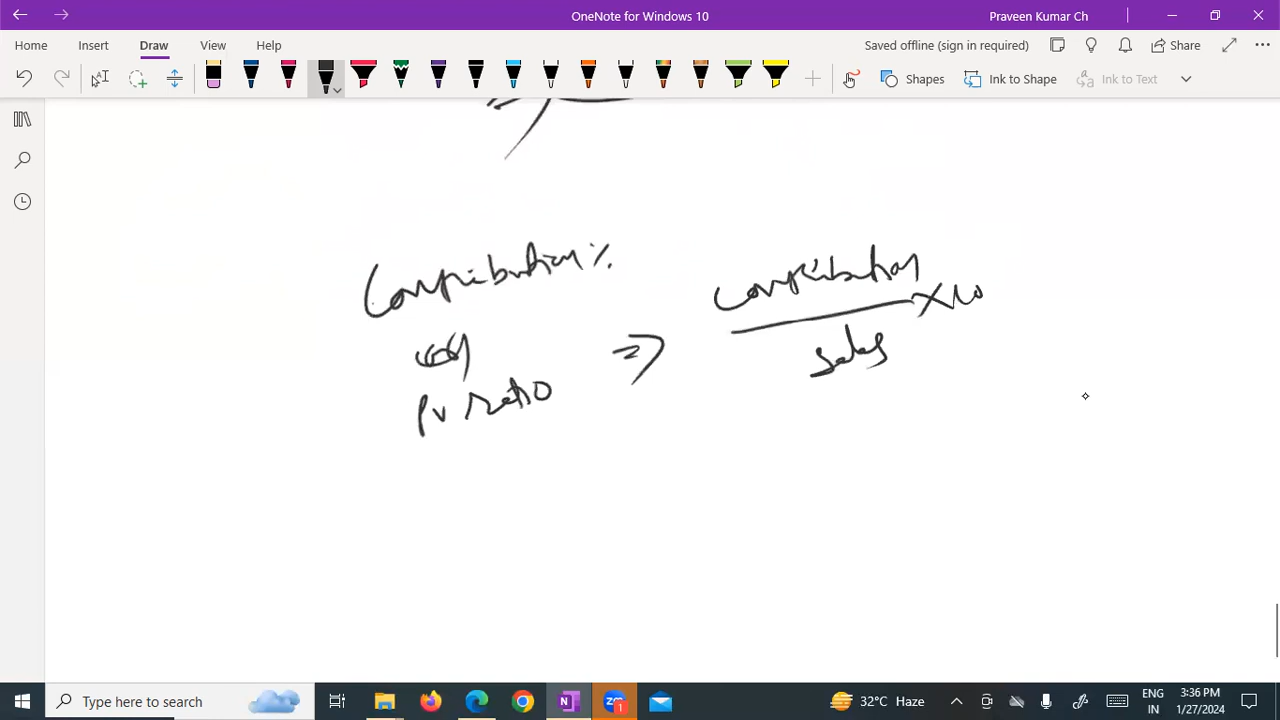 OneNote for Windows 10
Praveen Kumar Ch
Home Insert Draw View Help
Saved offline (sign in required)
Share
Shapes
Ink to Shape
Ink to Text
Contribution %
(or)
PV Ratio
⇒
Contribution
Sales
×100
Type here to search
32°C Haze
ENG
IN
3:36 PM
1/27/2024